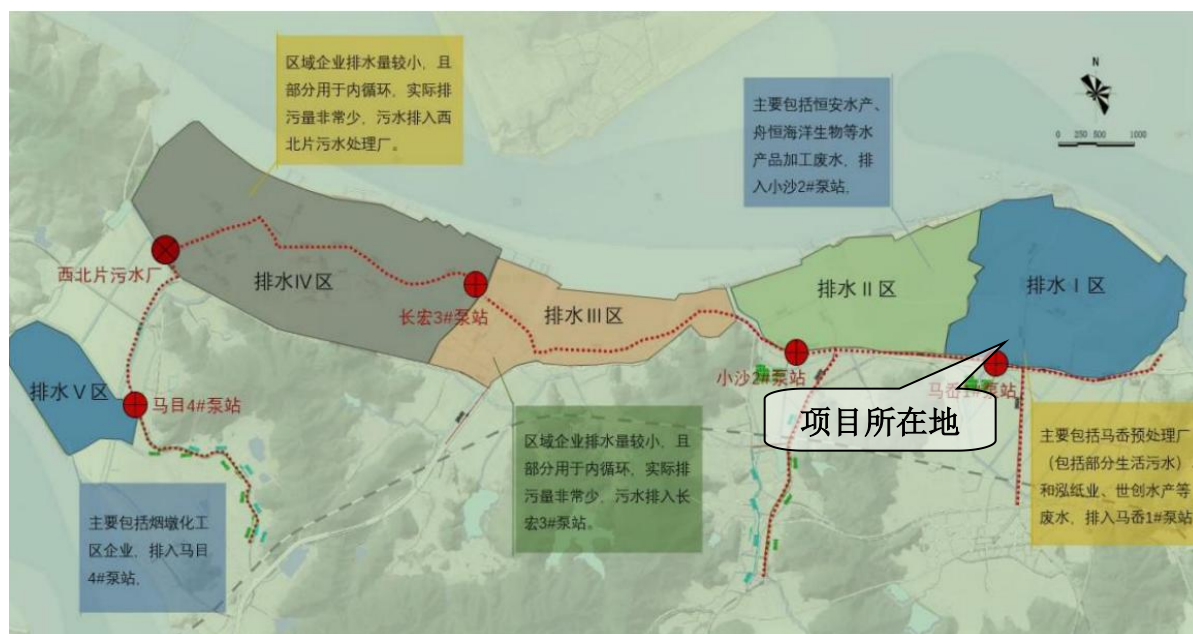 区域企业排水量较小、且
部分用于内循环，实际排
污量非常少，污水排入西
北片污水处理厂。
主要包括恒安水产、
舟恒海洋生物等水
产品加工废水，排
入小沙2#泵站，
N
0 250 500 1000
西北片污水厂
排水Ⅳ区
长宏3#泵站
排水Ⅲ区
排水Ⅱ区
排水Ⅰ区
排水Ⅴ区
马目4#泵站
小沙2#泵站
马岙1#泵站
项目所在地
区域企业排水量较小、且
部分用于内循环，实际排
污量非常少，污水排入长
宏3#泵站。
主要包括马岙预处理厂
（包括部分生活污水）
和泓纸业、世创水产等
废水，排入马岙1#泵站
主要包括烟墩化工
区企业，排入马目
4#泵站，